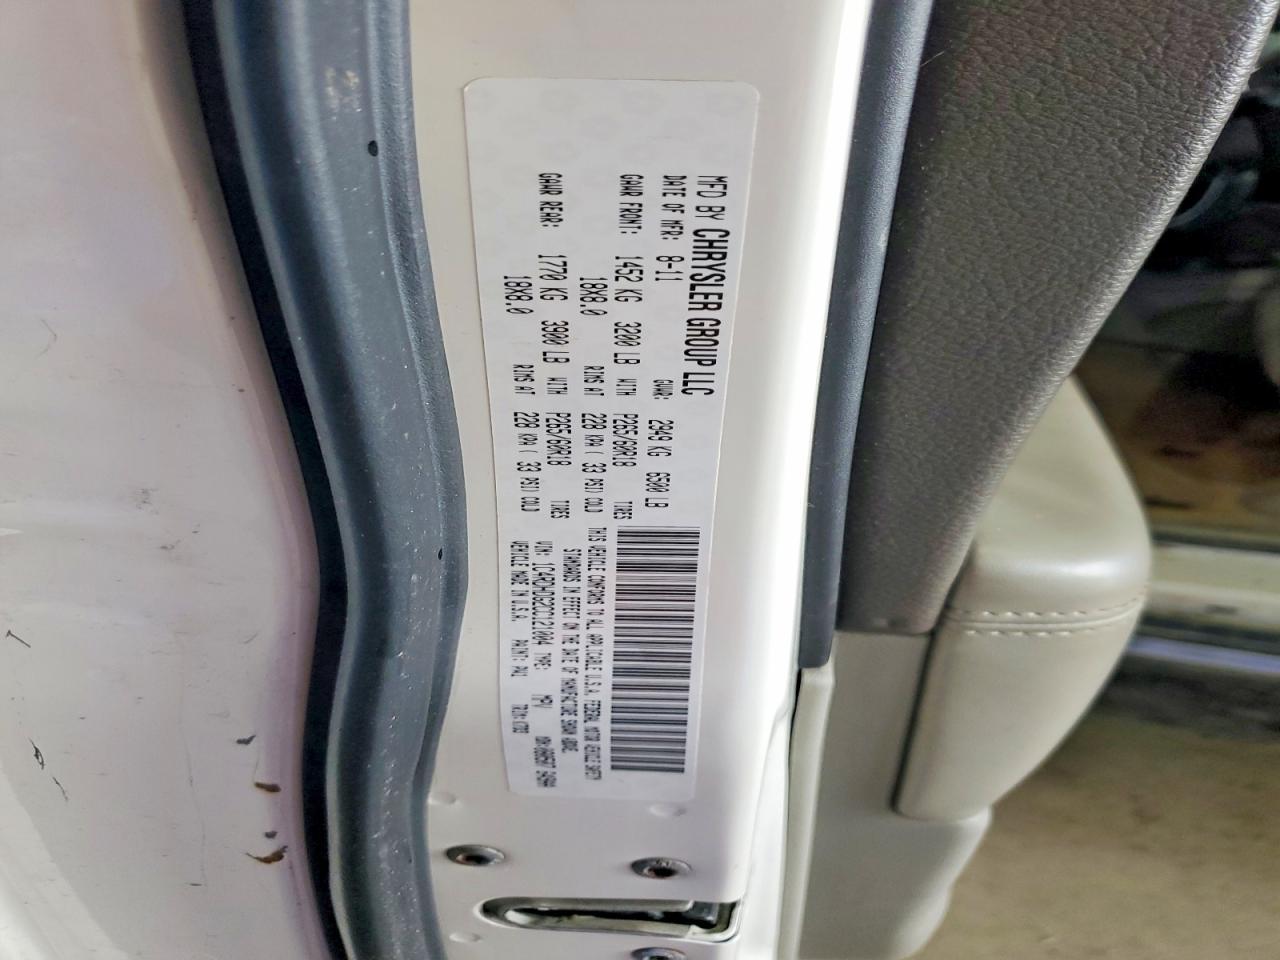 MFD BY CHRYSLER GROUP LLC
DATE OF MFR: 8-11 GVWR: 2949 KG 6500 LB
GAWR FRONT: 1452 KG 3200 LB WITH P265/60R18 TIRES
18X8.0 RIMS AT 228 KPA ( 33 PSI) COLD
GAWR REAR: 1770 KG 3900 LB WITH P265/60R18 TIRES
18X8.0 RIMS AT 228 KPA ( 33 PSI) COLD
THIS VEHICLE CONFORMS TO ALL APPLICABLE U.S.A. FEDERAL MOTOR VEHICLE SAFETY
STANDARDS IN EFFECT ON THE DATE OF MANUFACTURE SHOWN ABOVE.
VIN: TYPE: MPV
VEHICLE MADE IN U.S.A. PAINT: PW1 TRIM: